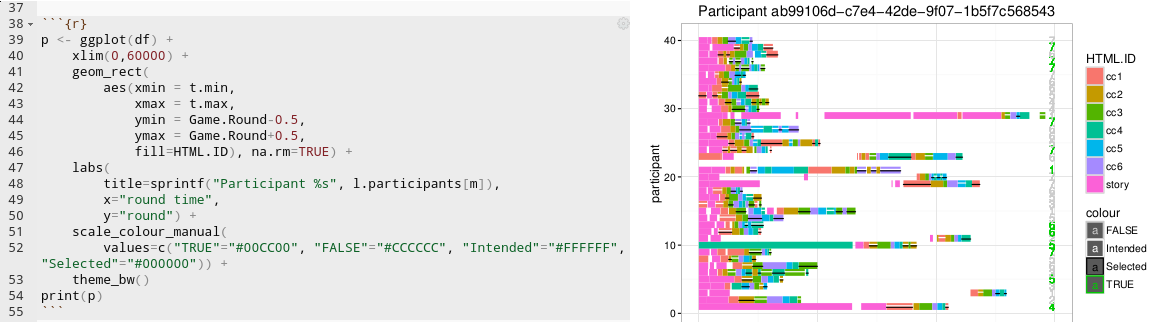 37
38 ```{r}
39 p <- ggplot(df) +
40     xlim(0,60000) +
41     geom_rect(
42         aes(xmin = t.min,
43             xmax = t.max,
44             ymin = Game.Round-0.5,
45             ymax = Game.Round+0.5,
46             fill=HTML.ID), na.rm=TRUE) +
47     labs(
48         title=sprintf("Participant %s", l.participants[m]),
49         x="round time",
50         y="round") +
51     scale_colour_manual(
52         values=c("TRUE"="#00CC00", "FALSE"="#CCCCCC", "Intended"="#FFFFFF",
"Selected"="#000000")) +
53     theme_bw()
54 print(p)
55 ```
Participant ab99106d-c7e4-42de-9f07-1b5f7c568543
participant
40
30
20
10
0
HTML.ID
cc1
cc2
cc3
cc4
cc5
cc6
story
colour
a FALSE
a Intended
a Selected
a TRUE